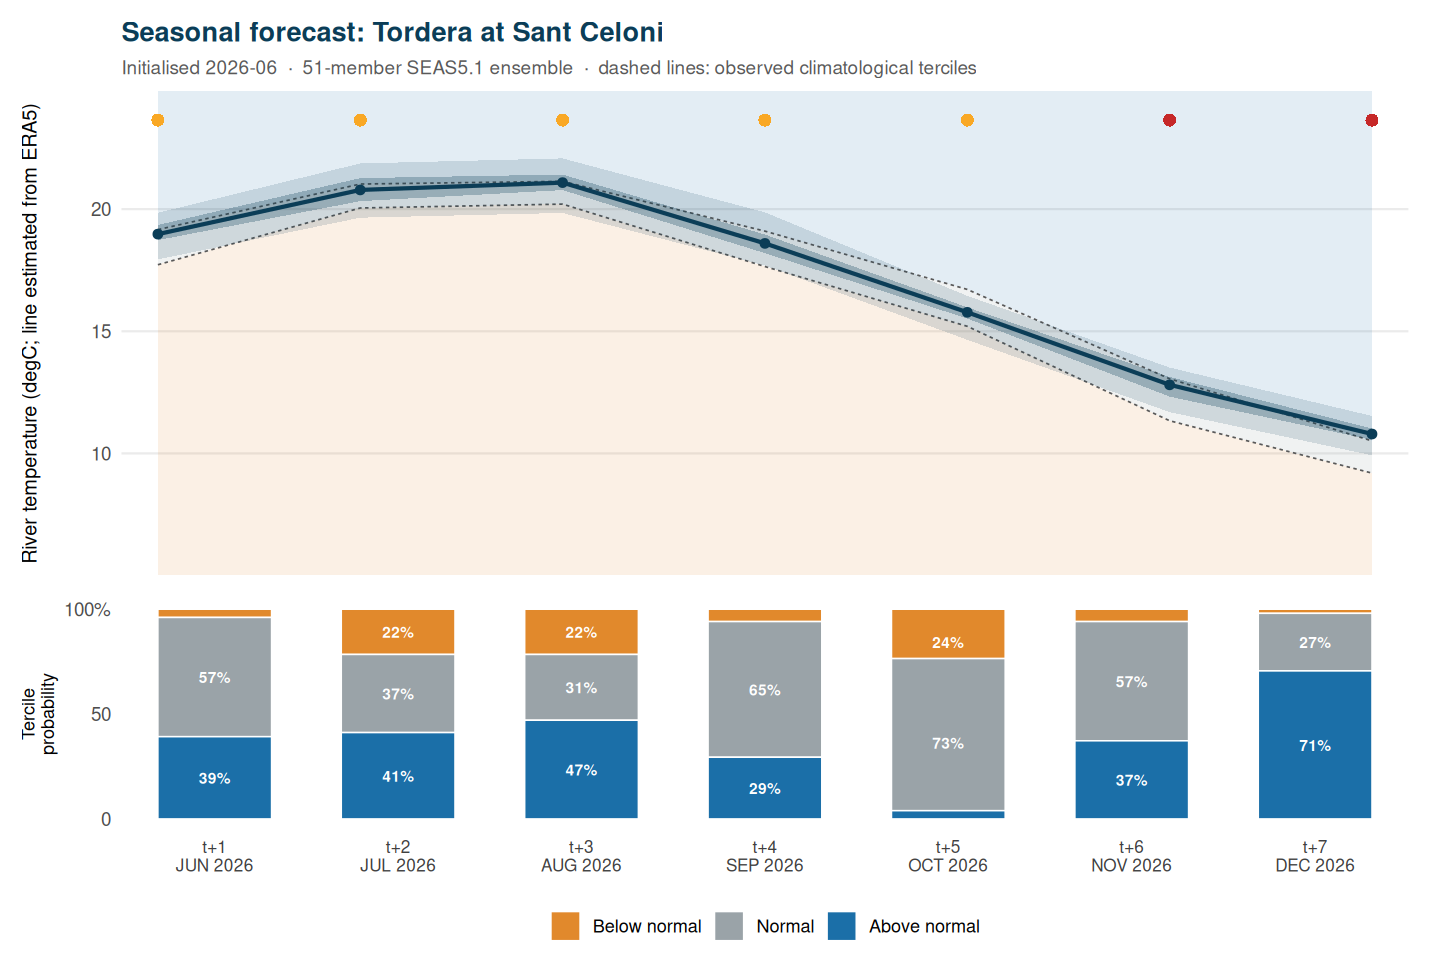 Seasonal forecast: Tordera at Sant Celoni
Initialised 2026-06 · 51-member SEAS5.1 ensemble · dashed lines: observed climatological terciles
River temperature (degC; line estimated from ERA5)
20
15
10
Tercile
probability
100%
50
0
57%
39%
22%
37%
41%
22%
31%
47%
65%
29%
24%
73%
57%
37%
27%
71%
t+1
JUN 2026
t+2
JUL 2026
t+3
AUG 2026
t+4
SEP 2026
t+5
OCT 2026
t+6
NOV 2026
t+7
DEC 2026
Below normal
Normal
Above normal